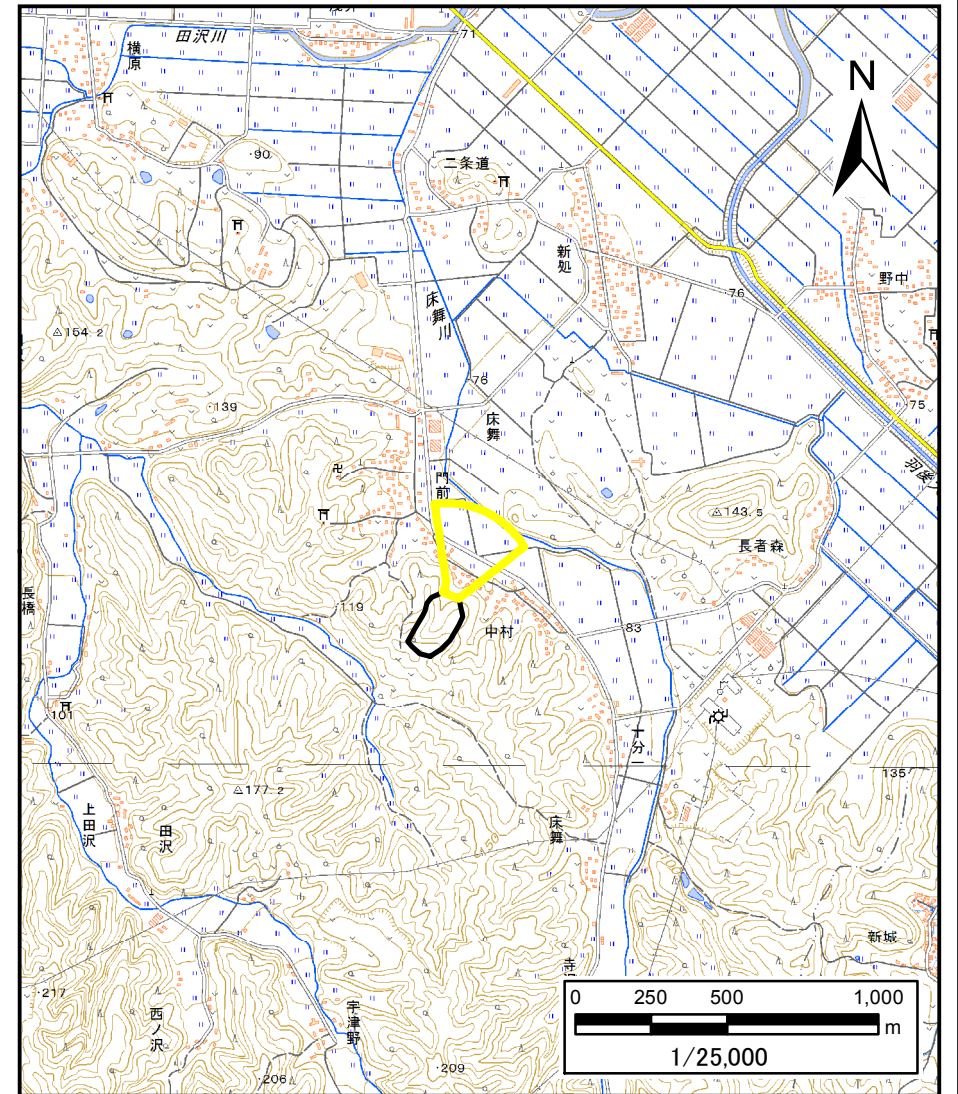 田沢川
71
横原
90
二条道
N
新処
76
野中
床舞川
154.2
76
139
75
床舞
門前
143.5
長者森
長橋
119
中村
83
101
十分一
135
177.2
上田沢
田沢
床舞
新城
217
西ノ沢
宇津野
206
209
0 250 500 1,000
m
1/25,000